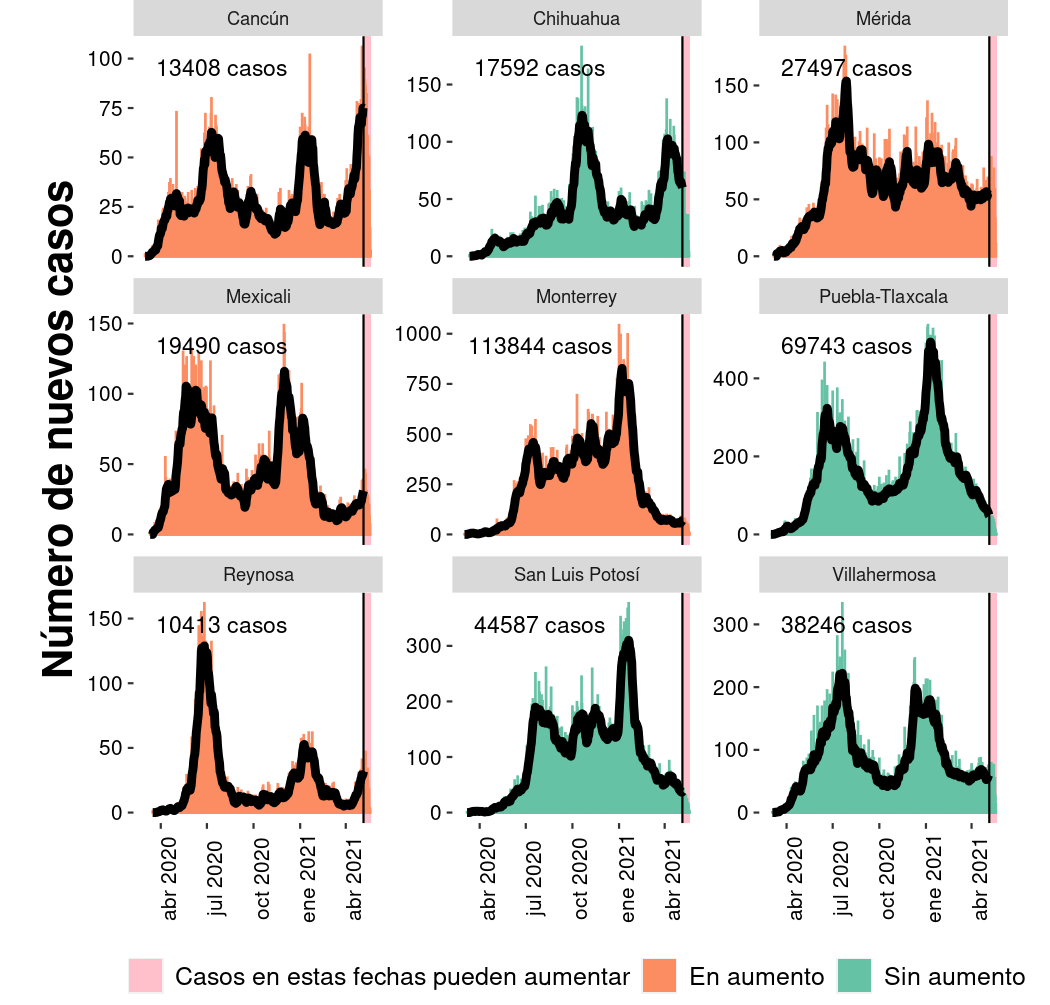 Número de nuevos casos
Cancún
Chihuahua
Mérida
13408 casos
17592 casos
27497 casos
100
75
50
25
0
150
100
50
0
150
100
50
0
Mexicali
Monterrey
Puebla-Tlaxcala
19490 casos
113844 casos
69743 casos
150
100
50
0
1000
750
500
250
0
400
200
0
Reynosa
San Luis Potosí
Villahermosa
10413 casos
44587 casos
38246 casos
150
100
50
0
300
200
100
0
300
200
100
0
abr 2020
jul 2020
oct 2020
ene 2021
abr 2021
abr 2020
jul 2020
oct 2020
ene 2021
abr 2021
abr 2020
jul 2020
oct 2020
ene 2021
abr 2021
Casos en estas fechas pueden aumentar
En aumento
Sin aumento